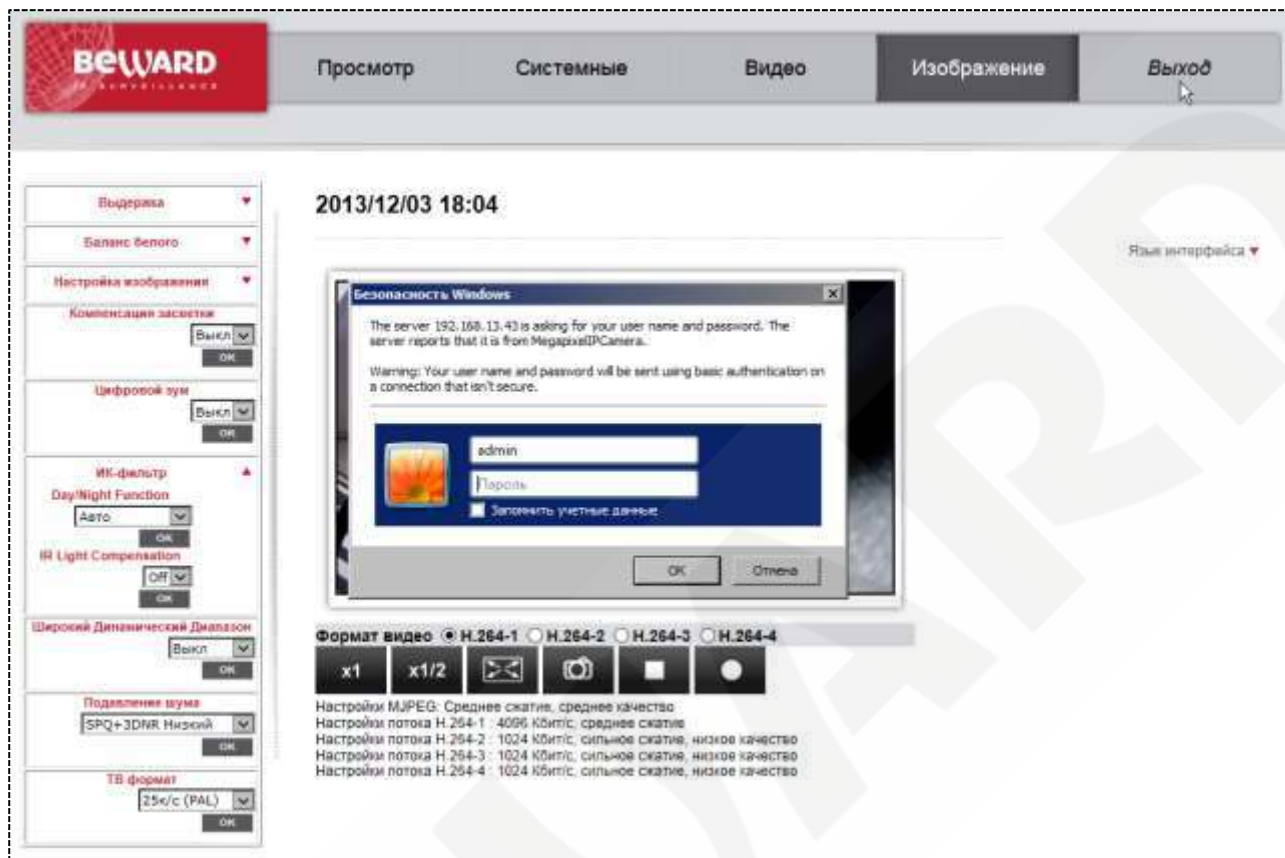 BEWARD
IP SURVEILLANCE
Просмотр
Системные
Видео
Изображение
Выход
Выдержка
Баланс белого
Настройка изображения
Компенсация засветки
Выкл
OK
Цифровой зум
Выкл
OK
ИК-фильтр
Day/Night Function
Авто
OK
IR Light Compensation
Off
OK
Широкий Динамический Диапазон
Выкл
OK
Подавление шума
SPQ+3DNR Низкий
OK
ТВ формат
25к/с (PAL)
OK
2013/12/03 18:04
Язык интерфейса
Безопасность Windows
The server 192.168.13.43 is asking for your user name and password. The
server reports that it is from MegapixelIPCamera.
Warning: Your user name and password will be sent using basic authentication on
a connection that isn't secure.
admin
Пароль
Запомнить учетные данные
ОК
Отмена
Формат видео H.264-1 H.264-2 H.264-3 H.264-4
x1
x1/2
Настройки MJPEG: Среднее сжатие, среднее качество
Настройки потока H.264-1 : 4096 Кбит/с, среднее сжатие
Настройки потока H.264-2 : 1024 Кбит/с, сильное сжатие, низкое качество
Настройки потока H.264-3 : 1024 Кбит/с, сильное сжатие, низкое качество
Настройки потока H.264-4 : 1024 Кбит/с, сильное сжатие, низкое качество